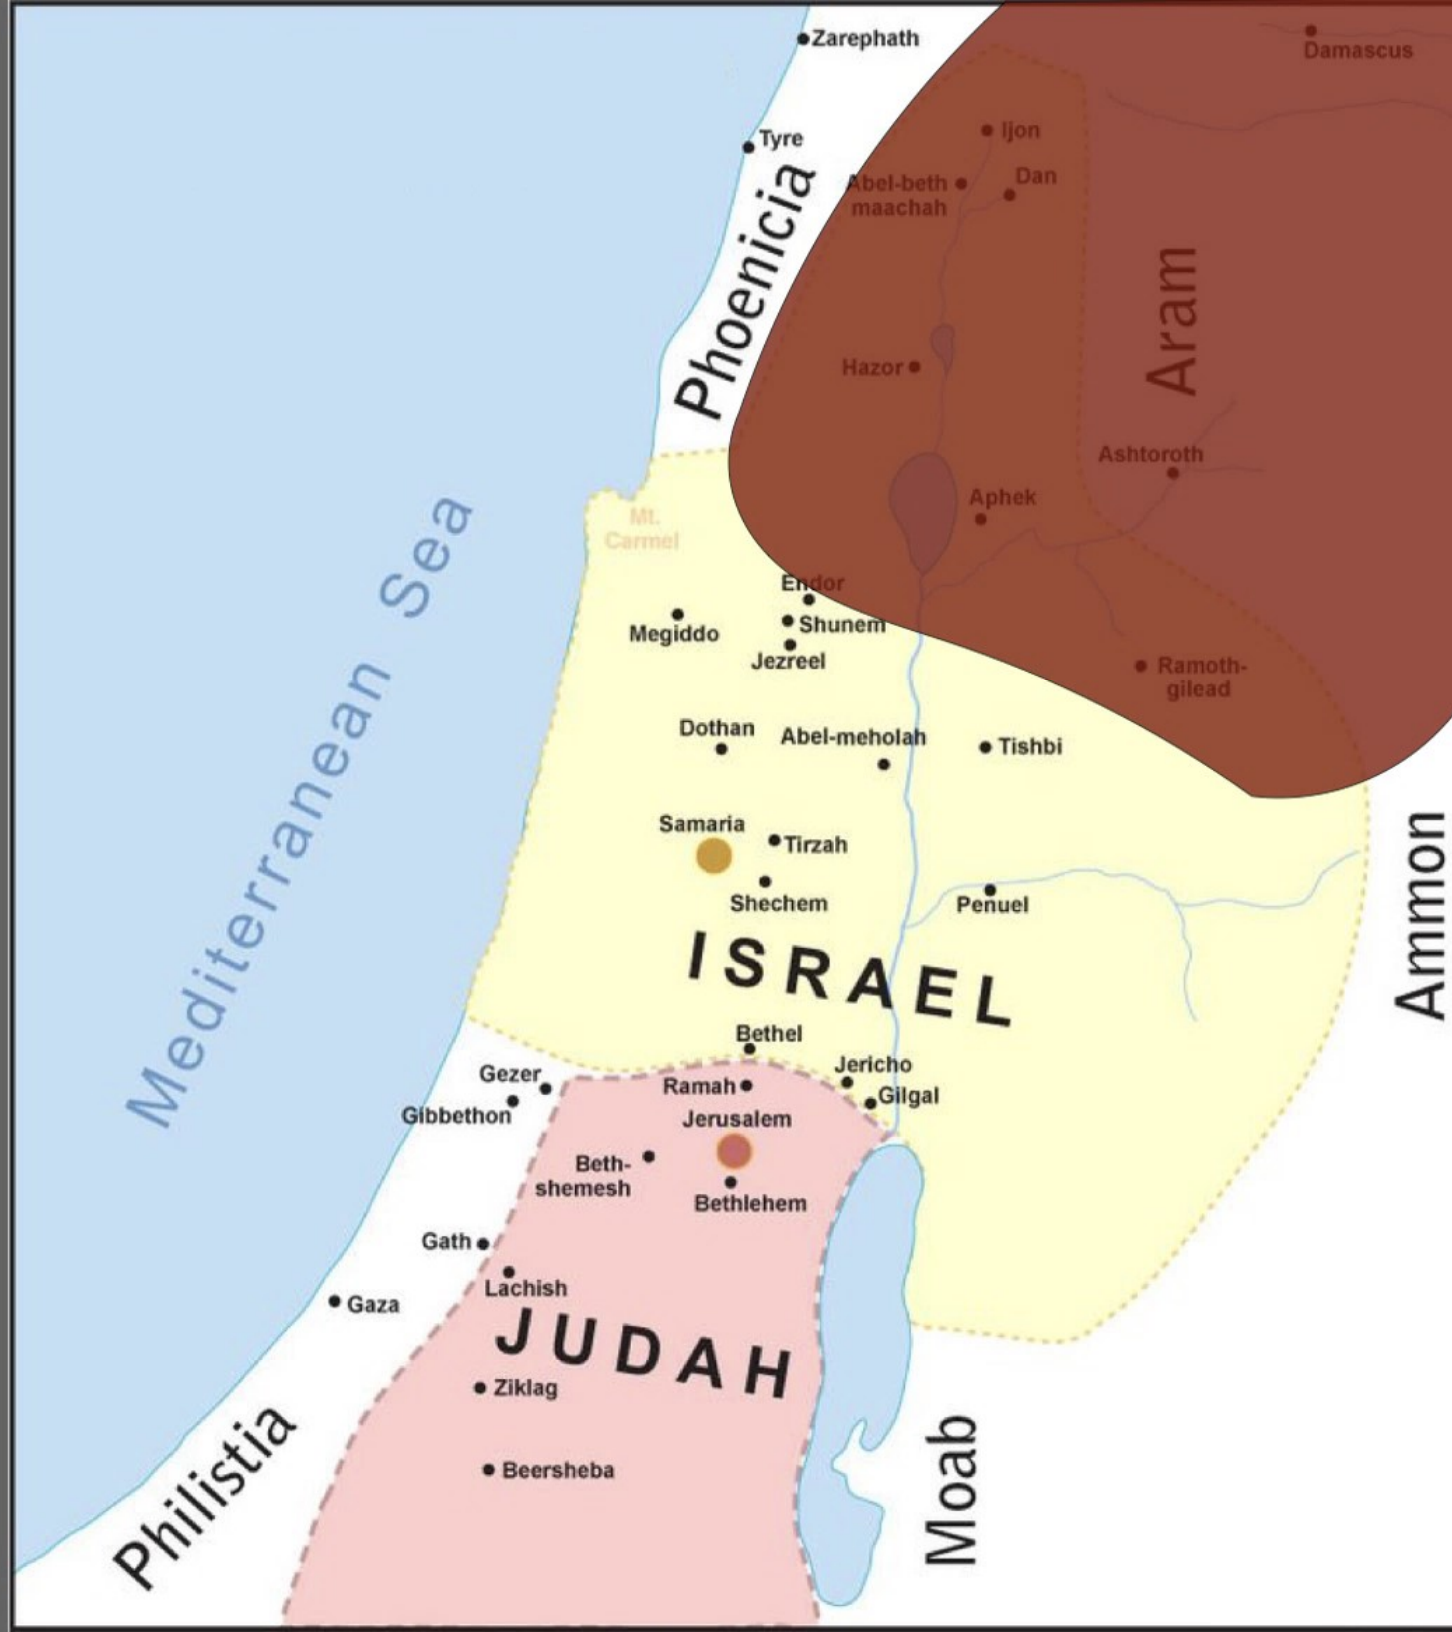 Zarephath
Damascus
Tyre
Ijon
Abel-beth
maachah
Dan
Phoenicia
Aram
Hazor
Ashtoroth
Aphek
Mt.
Carmel
Endor
Megiddo
Shunem
Jezreel
Ramoth-
gilead
Mediterranean Sea
Dothan
Abel-meholah
Tishbi
Samaria
Tirzah
Shechem
Penuel
Ammon
ISRAEL
Bethel
Gezer
Jericho
Ramah
Gilgal
Gibbethon
Jerusalem
Beth-
shemesh
Bethlehem
Gath
Lachish
Gaza
JUDAH
Ziklag
Philistia
Beersheba
Moab